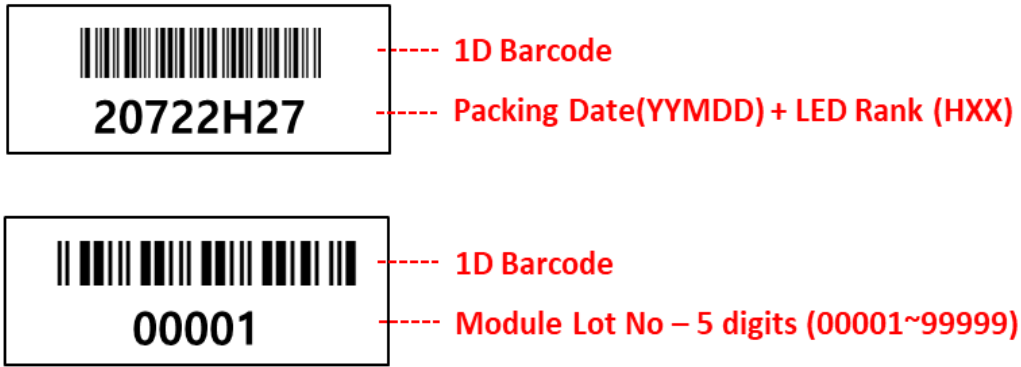 1D Barcode
20722H27
Packing Date(YYMDD) + LED Rank (HXX)
1D Barcode
00001
Module Lot No – 5 digits (00001~99999)